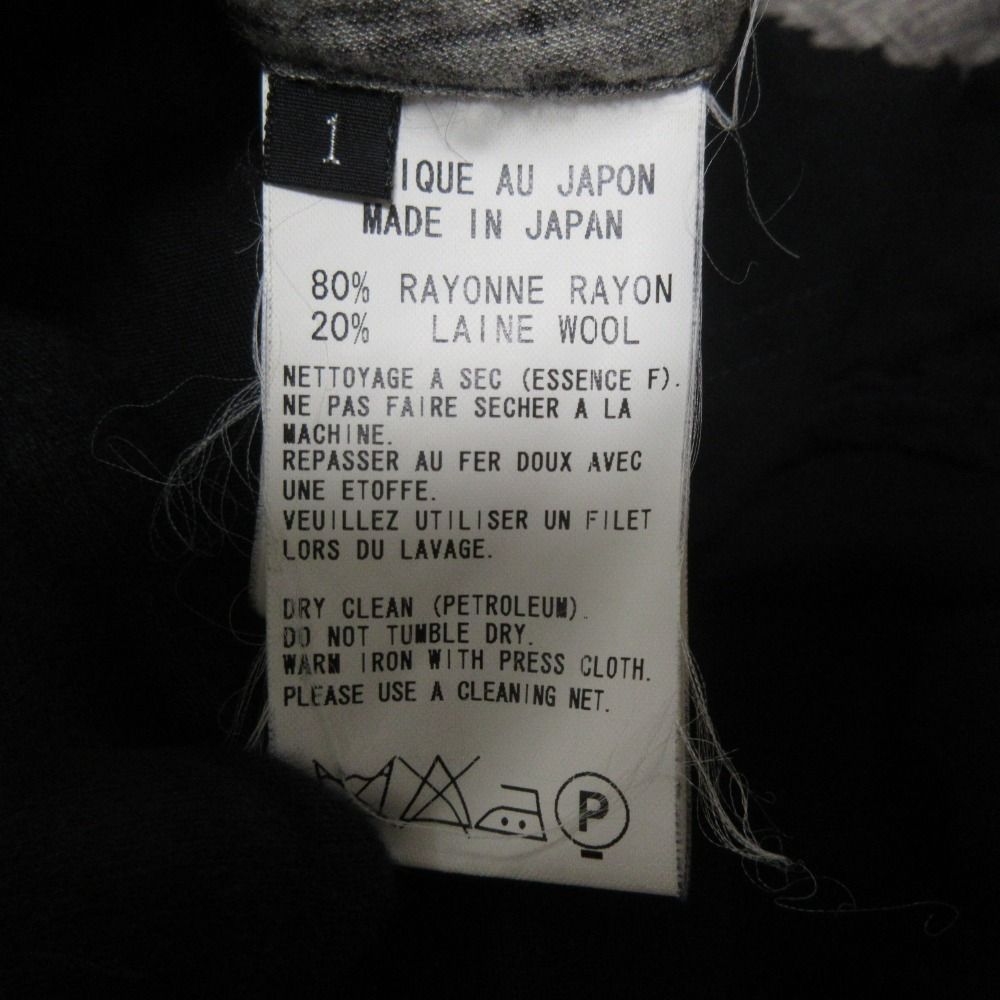 1
IQUE AU JAPON
MADE IN JAPAN
80% RAYONNE RAYON
20% LAINE WOOL
NETTOYAGE A SEC (ESSENCE F).
NE PAS FAIRE SECHER A LA
MACHINE.
REPASSER AU FER DOUX AVEC
UNE ETOFFE.
VEUILLEZ UTILISER UN FILET
LORS DU LAVAGE.
DRY CLEAN (PETROLEUM).
DO NOT TUMBLE DRY.
WARM IRON WITH PRESS CLOTH.
PLEASE USE A CLEANING NET.
P